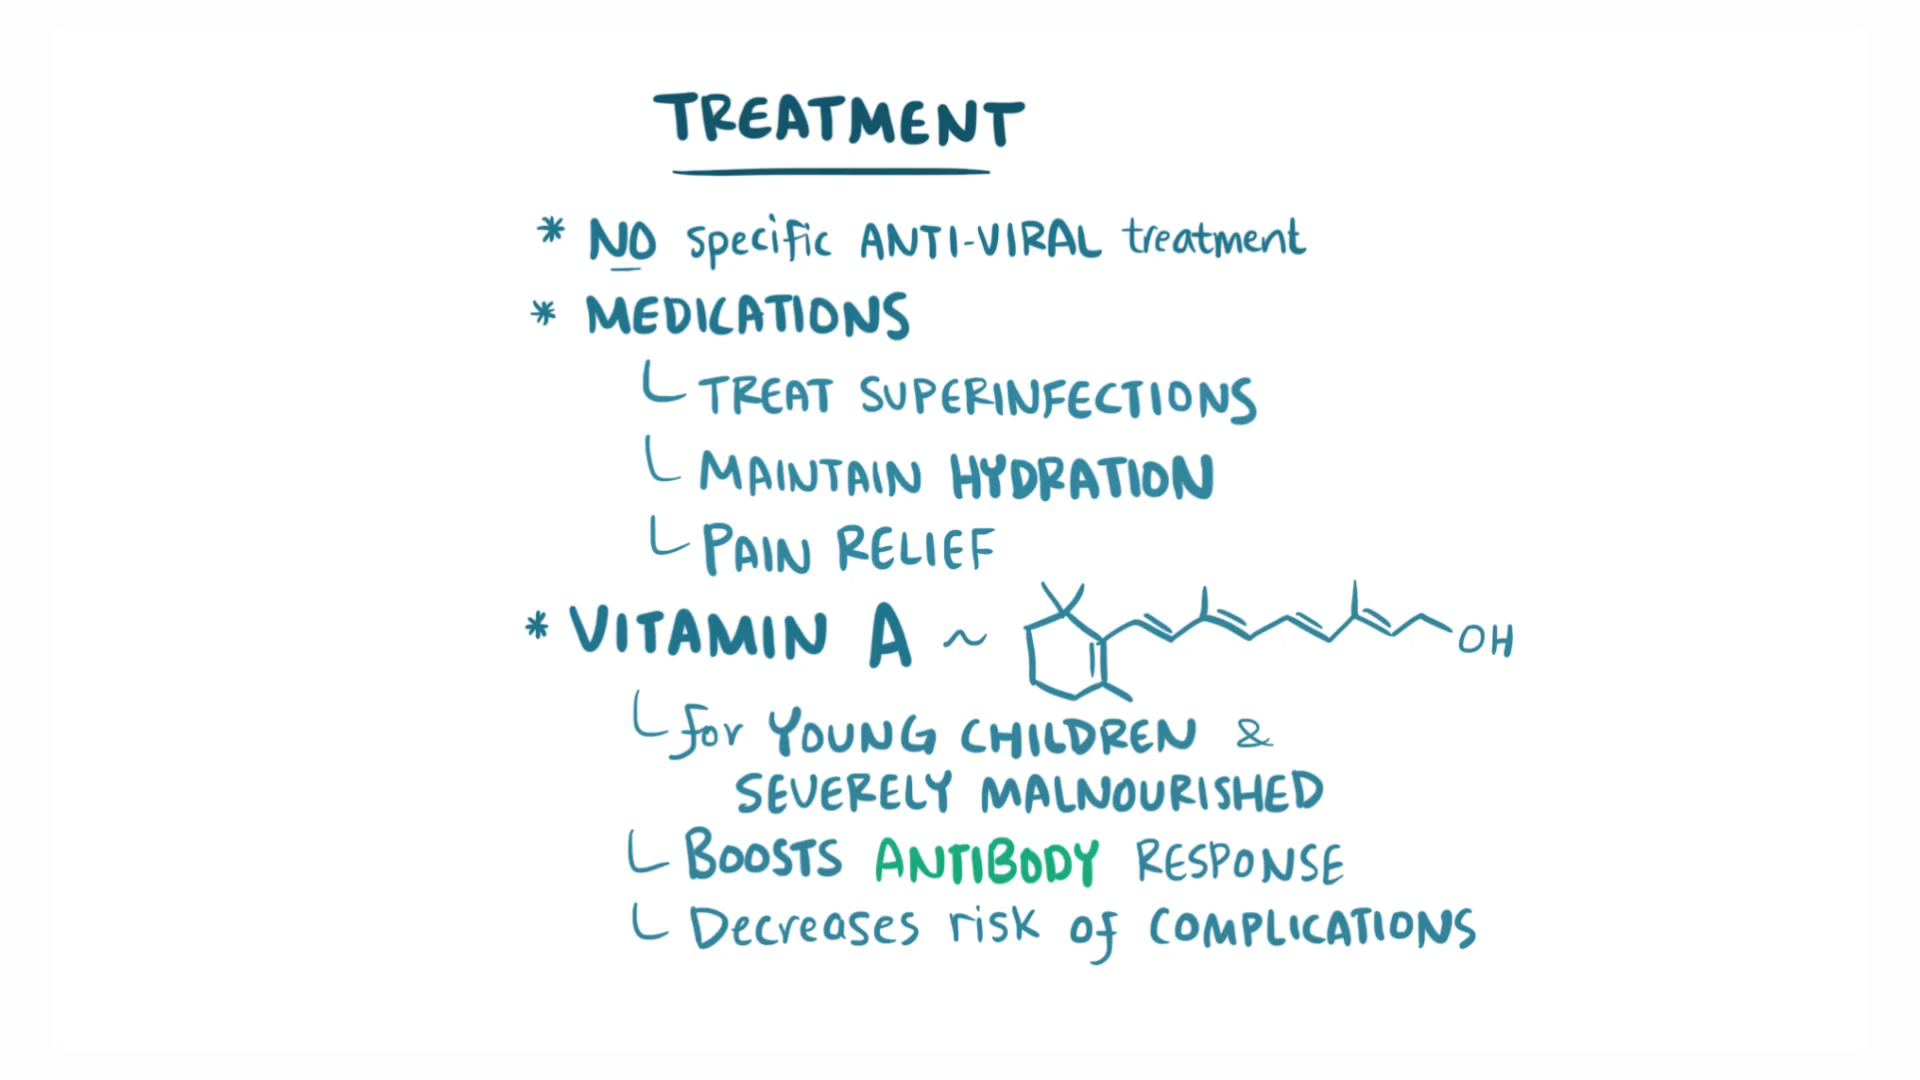 TREATMENT
* NO specific ANTI-VIRAL treatment
* MEDICATIONS
TREAT SUPERINFECTIONS
MAINTAIN HYDRATION
PAIN RELIEF
* VITAMIN A ~ OH
for YOUNG CHILDREN &
SEVERELY MALNOURISHED
BOOSTS ANTIBODY RESPONSE
Decreases risk of COMPLICATIONS